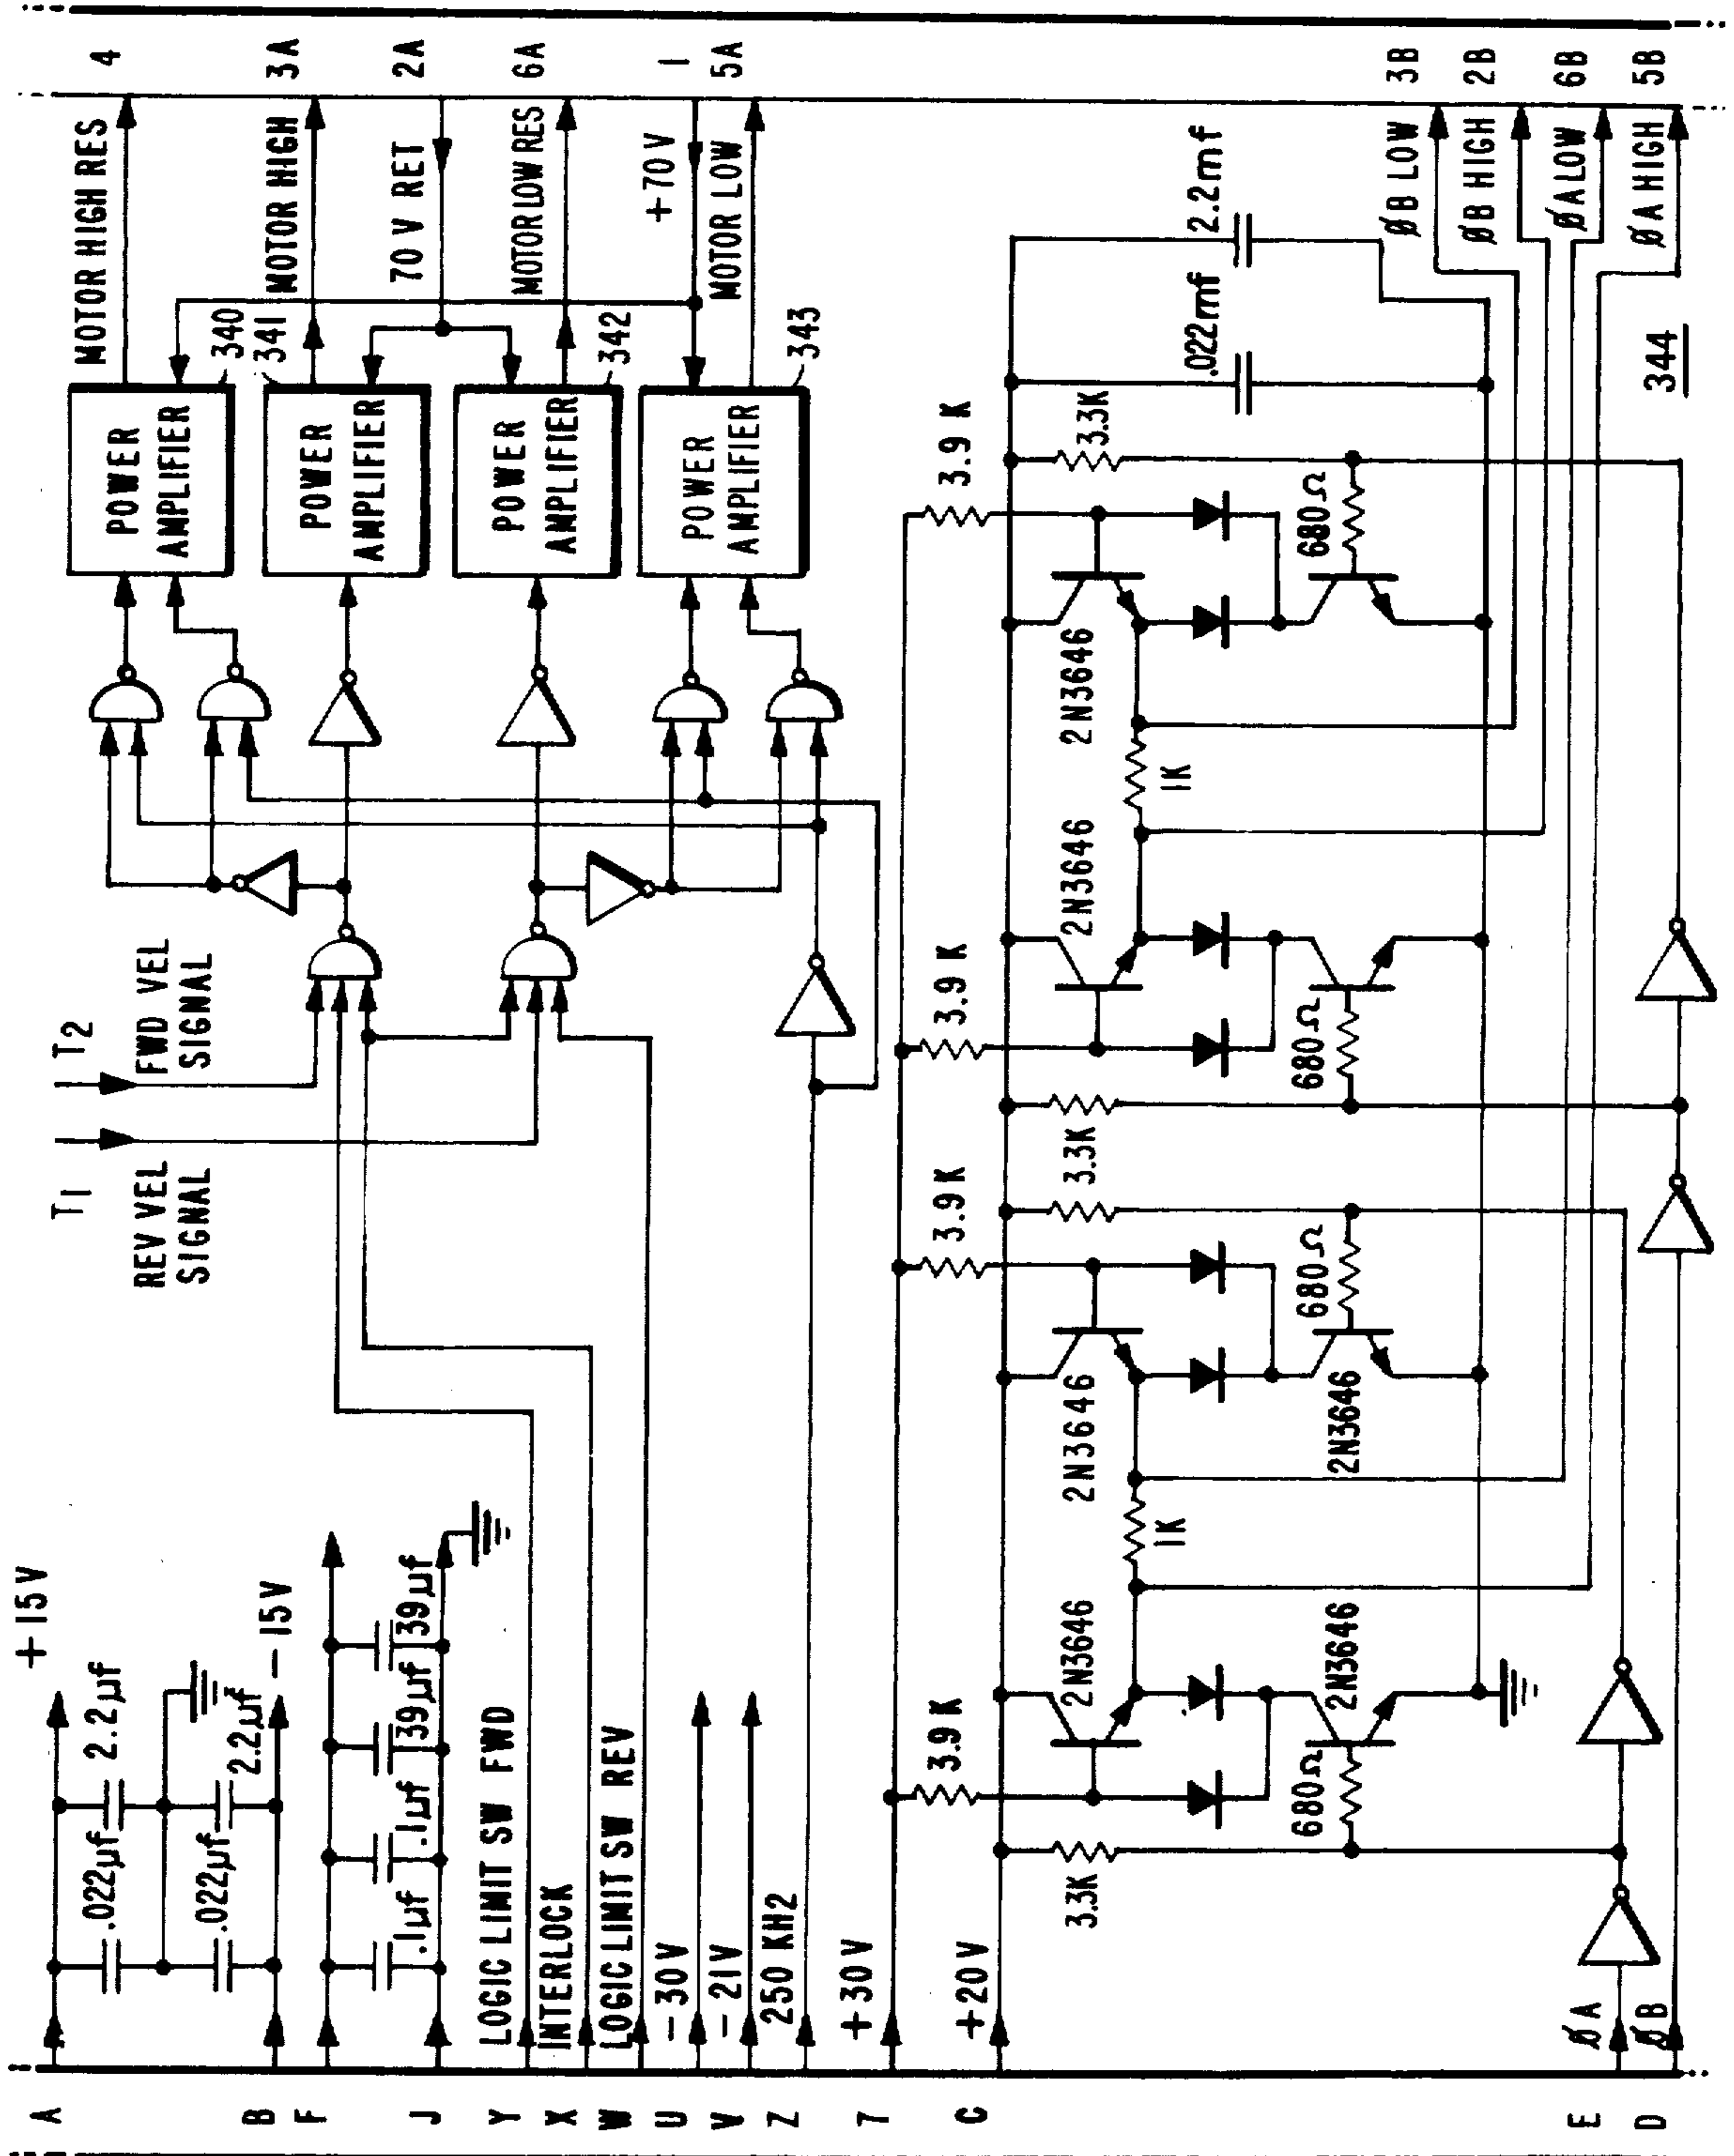 4
3A
2A
6A
1
5A
3B
2B
6B
5B
MOTOR HIGH RES
MOTOR HIGH
70 V RET
MOTOR LOW RES
+70 V
MOTOR LOW
ØB LOW
ØB HIGH
ØA LOW
ØA HIGH
340
341
342
343
344
POWER
AMPLIFIER
POWER
AMPLIFIER
POWER
AMPLIFIER
POWER
AMPLIFIER
2.2mf
.022mf
3.9 K
3.3K
680Ω
2N3646
1K
2N3646
3.9 K
680Ω
3.3K
T2
FWD VEL
SIGNAL
T1
REV VEL
SIGNAL
3.9 K
680Ω
2N3646
2N3646
1K
2N3646
2N3646
3.9K
680Ω
3.3K
+15V
2.2µf
.022µf
2.2µf
.022µf
-15V
39µf
39µf
.1µf
.1µf
LOGIC LIMIT SW FWD
INTERLOCK
LOGIC LIMIT SW REV
-30V
-21V
250 KH2
+30V
+20V
ØA
ØB
A
B
F
J
Y
X
W
U
V
Z
7
C
E
D